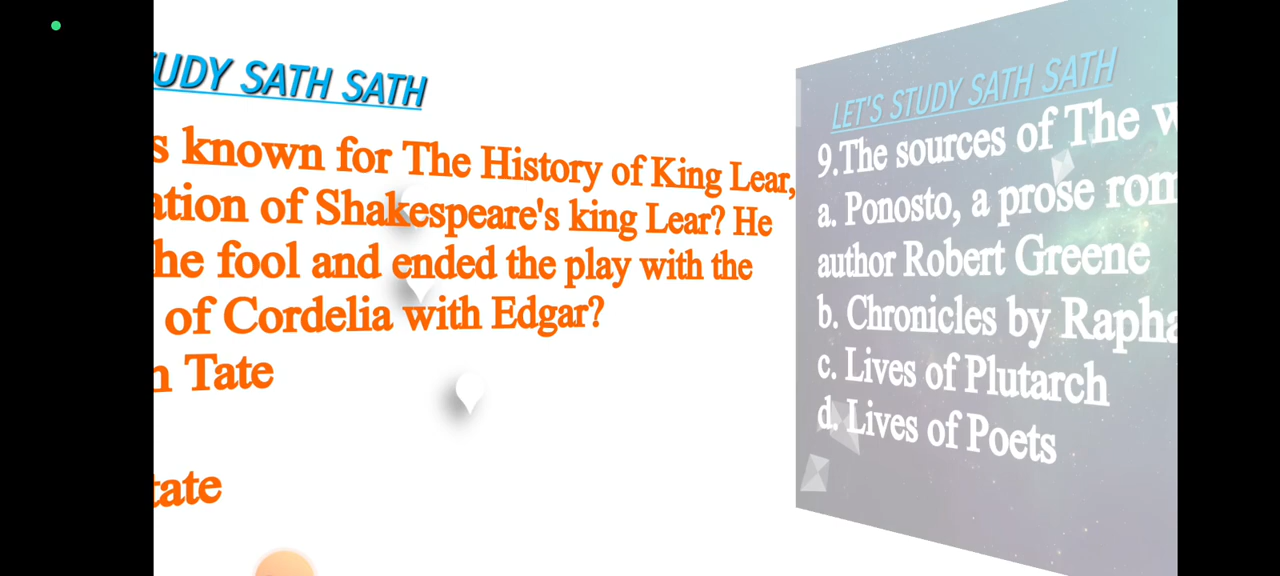 TUDY SATH SATH
s known for The History of King Lear,
ation of Shakespeare's king Lear? He
he fool and ended the play with the
of Cordelia with Edgar?
n Tate
tate
LET'S STUDY SATH SATH
9.The sources of The w
a. Ponosto, a prose rom
author Robert Greene
b. Chronicles by Rapha
c. Lives of Plutarch
d. Lives of Poets